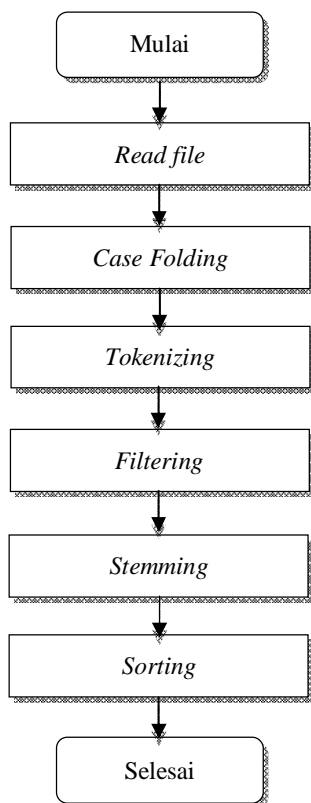 Mulai
Read file
Case Folding
Tokenizing
Filtering
Stemming
Sorting
Selesai